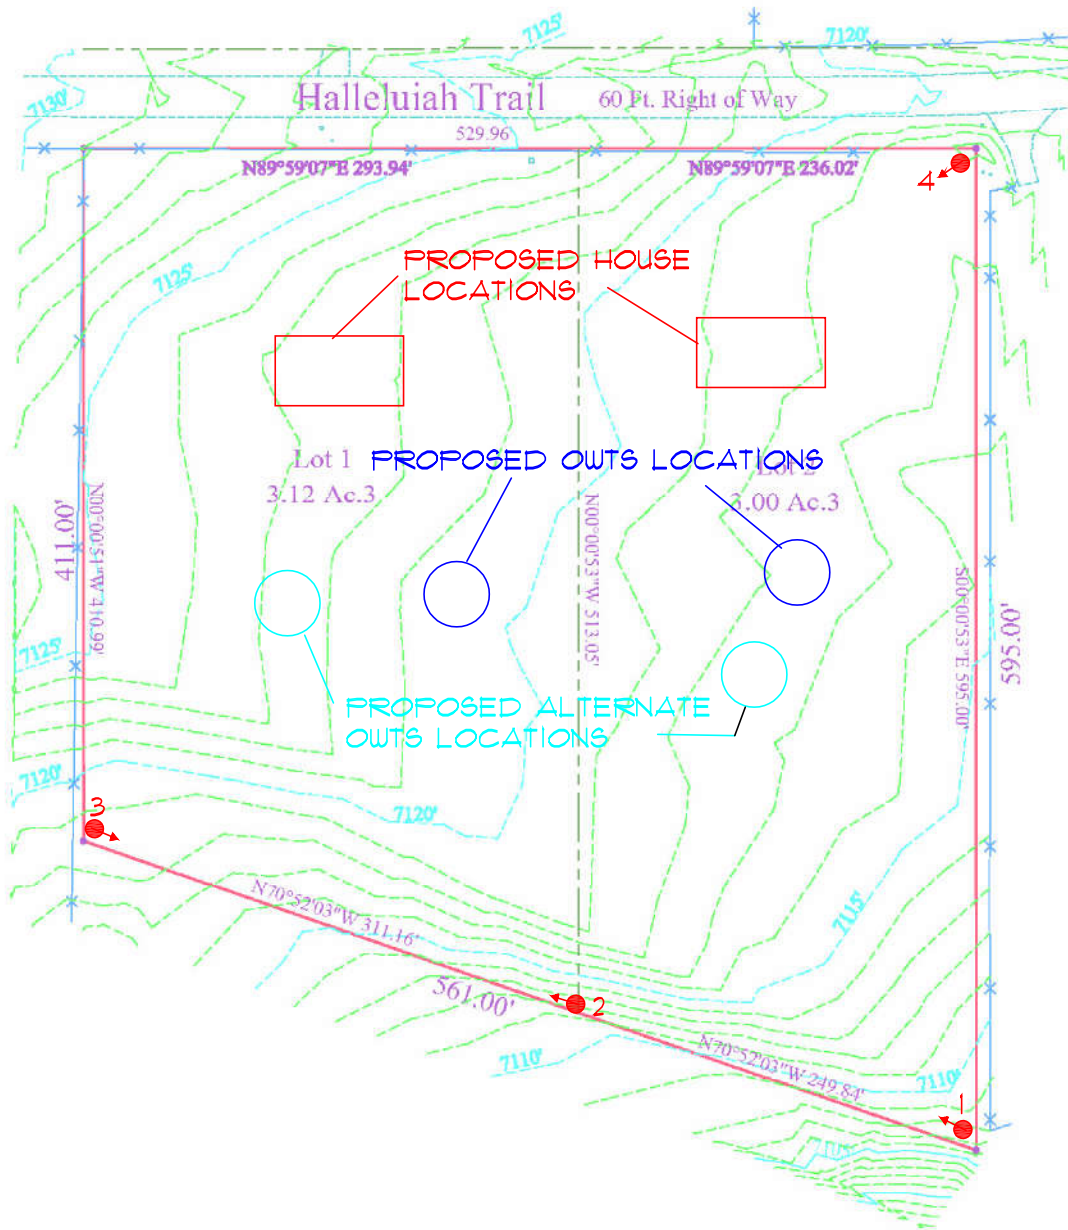 7125'
7120'
7130'
Halleluiah Trail
60 Ft. Right of Way
529.96
N89°59'07"E 293.94'
N89°59'07"E 236.02'
4
PROPOSED HOUSE
LOCATIONS
7125'
Lot 1
3.12 Ac.3
PROPOSED OWTS LOCATIONS
Lot 2
3.00 Ac.3
411.00'
N00°00'51"W 410.99'
N00°00'53"W 513.05'
S00°00'53"E 595.00'
595.00'
7125'
PROPOSED ALTERNATE
OWTS LOCATIONS
7120'
3
7120'
N70°52'03"W 311.16'
7115'
561.00'
2
N70°52'03"W 249.84'
7110'
7110'
1
7105'